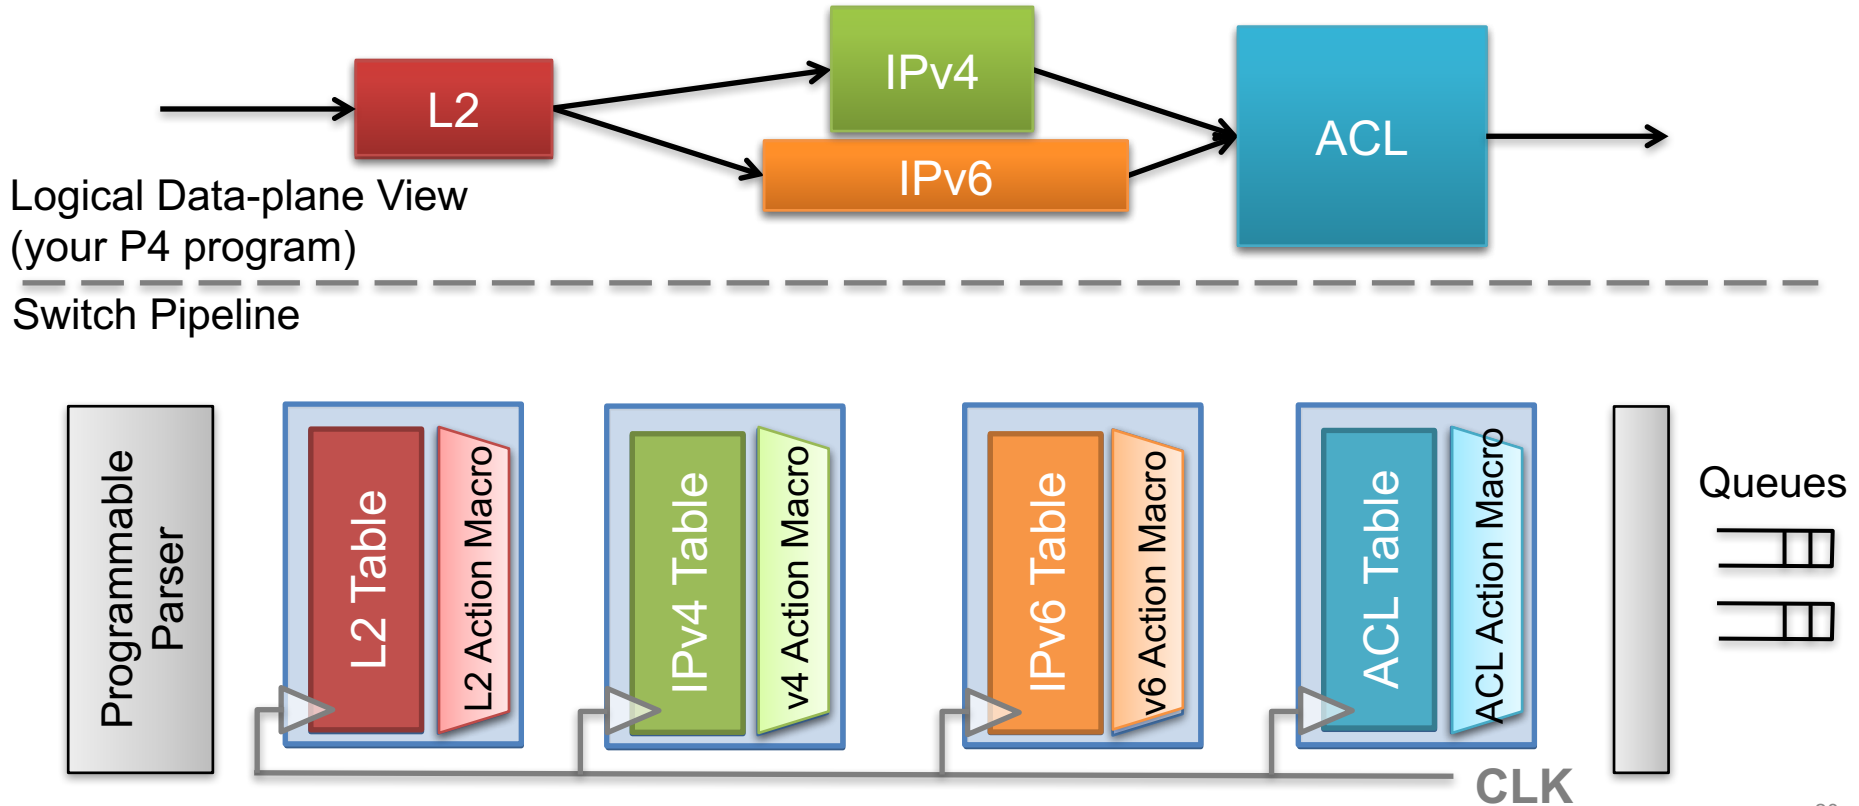 L2
IPv4
IPv6
ACL
Logical Data-plane View
(your P4 program)
Switch Pipeline
Programmable
Parser
L2 Table
L2 Action Macro
IPv4 Table
v4 Action Macro
IPv6 Table
v6 Action Macro
ACL Table
ACL Action Macro
Queues
CLK